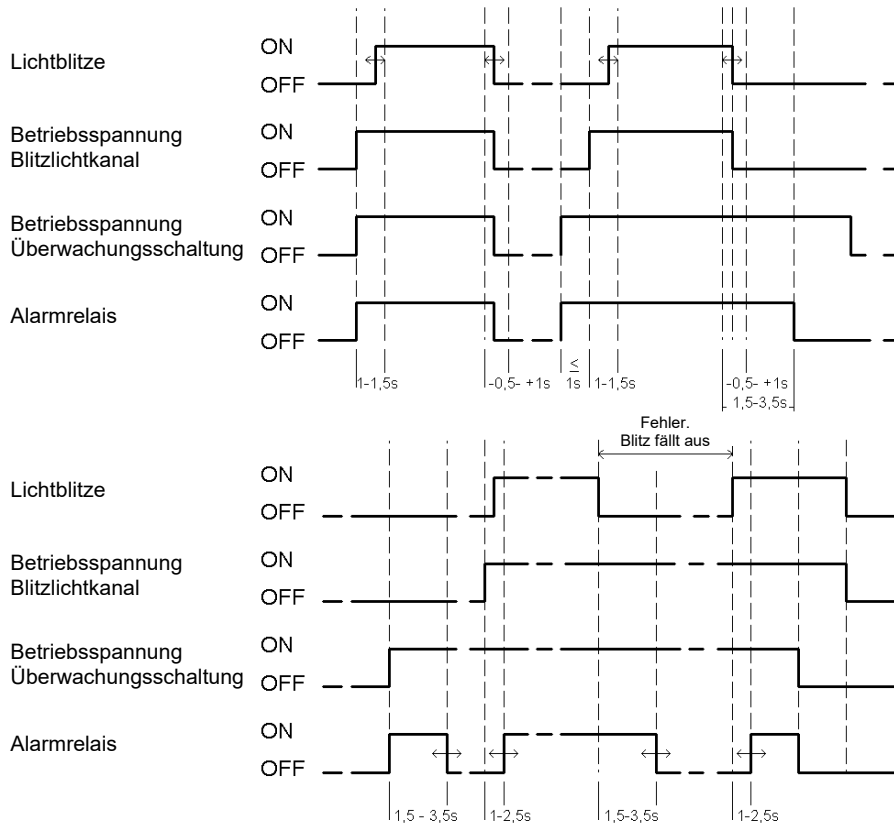 Lichtblitze
ON
OFF
Betriebsspannung
Blitzlichtkanal
ON
OFF
Betriebsspannung
Überwachungsschaltung
ON
OFF
Alarmrelais
ON
OFF
1-1,5s
-0,5- +1s
≤
1s
1-1,5s
-0,5- +1s
1,5-3,5s
Fehler.
Blitz fällt aus
Lichtblitze
ON
OFF
Betriebsspannung
Blitzlichtkanal
ON
OFF
Betriebsspannung
Überwachungsschaltung
ON
OFF
Alarmrelais
ON
OFF
1,5 - 3,5s
1-2,5s
1,5-3,5s
1-2,5s